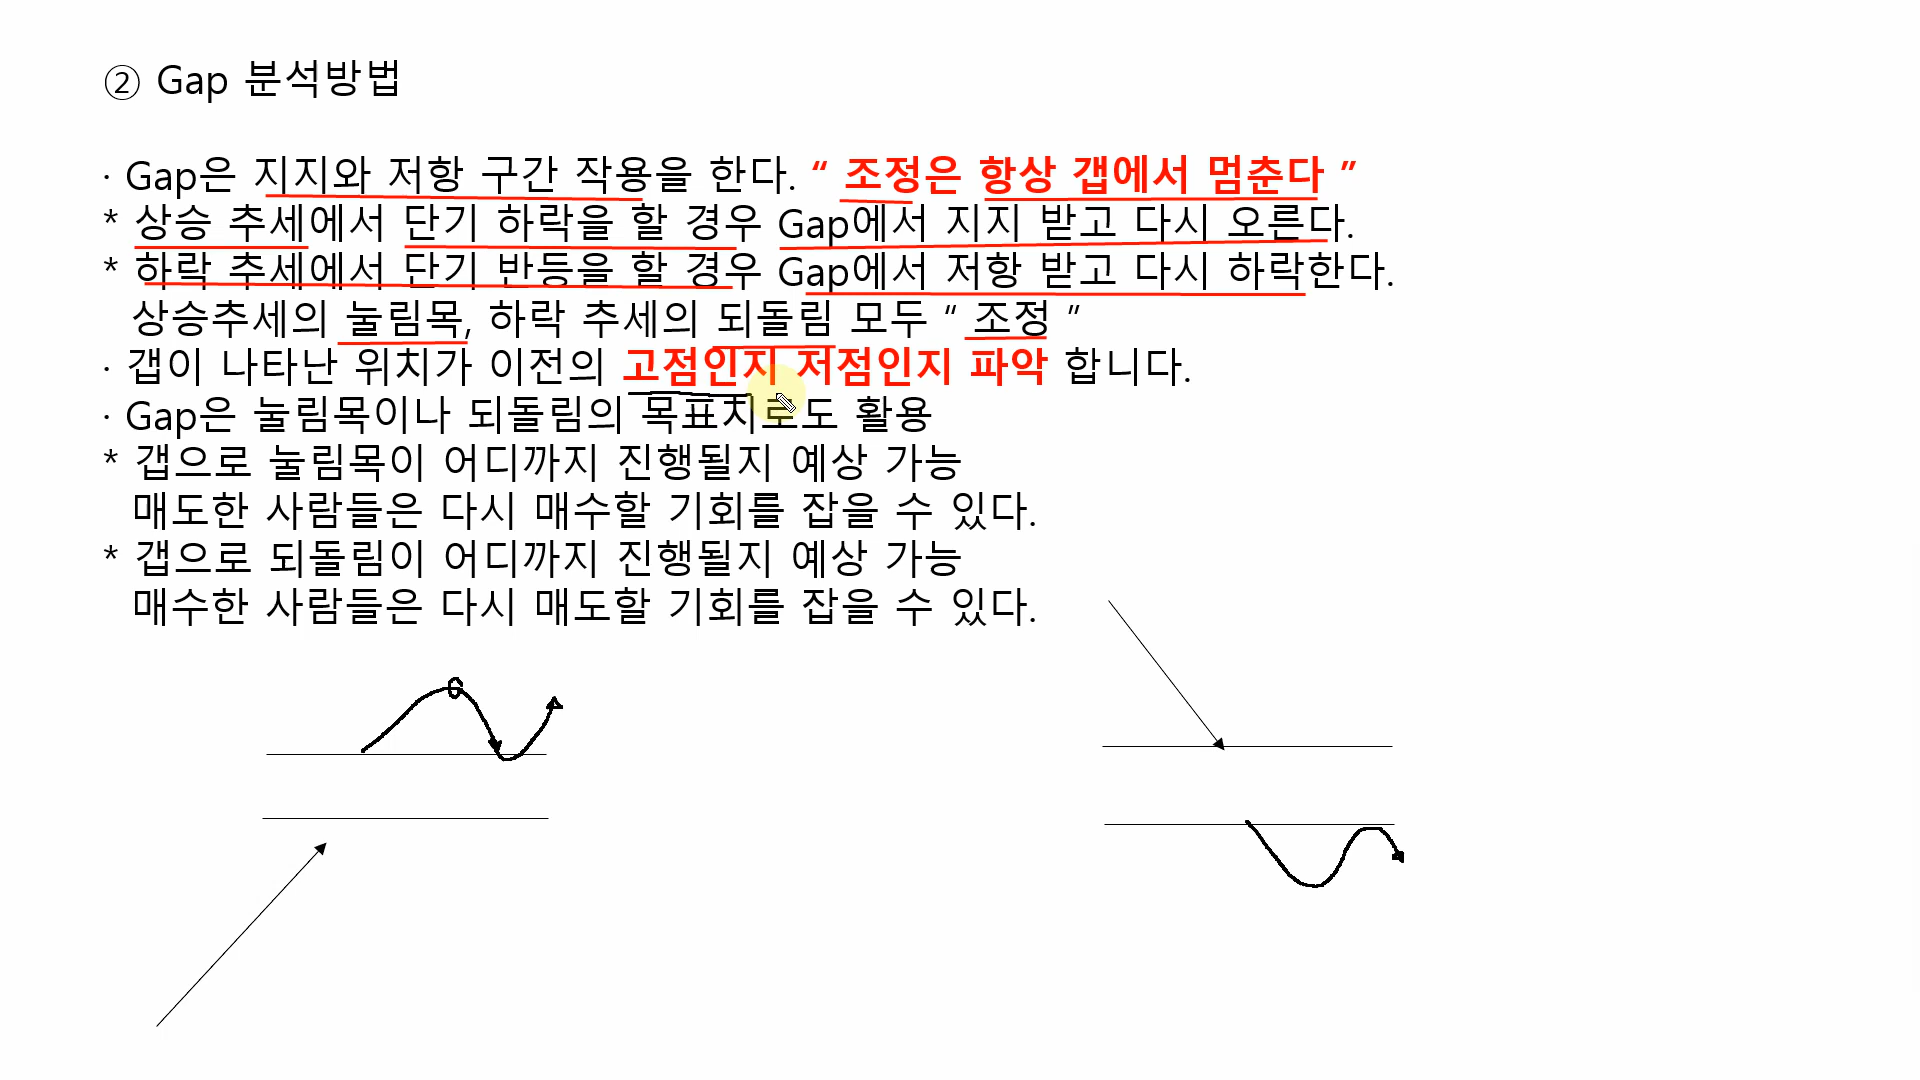 ② Gap 분석방법
· Gap은 지지와 저항 구간 작용을 한다. “ 조정은 항상 갭에서 멈춘다 ”
* 상승 추세에서 단기 하락을 할 경우 Gap에서 지지 받고 다시 오른다.
* 하락 추세에서 단기 반등을 할 경우 Gap에서 저항 받고 다시 하락한다.
상승추세의 눌림목, 하락 추세의 되돌림 모두 “ 조정 ”
· 갭이 나타난 위치가 이전의 고점인지 저점인지 파악 합니다.
· Gap은 눌림목이나 되돌림의 목표치로도 활용
* 갭으로 눌림목이 어디까지 진행될지 예상 가능
매도한 사람들은 다시 매수할 기회를 잡을 수 있다.
* 갭으로 되돌림이 어디까지 진행될지 예상 가능
매수한 사람들은 다시 매도할 기회를 잡을 수 있다.